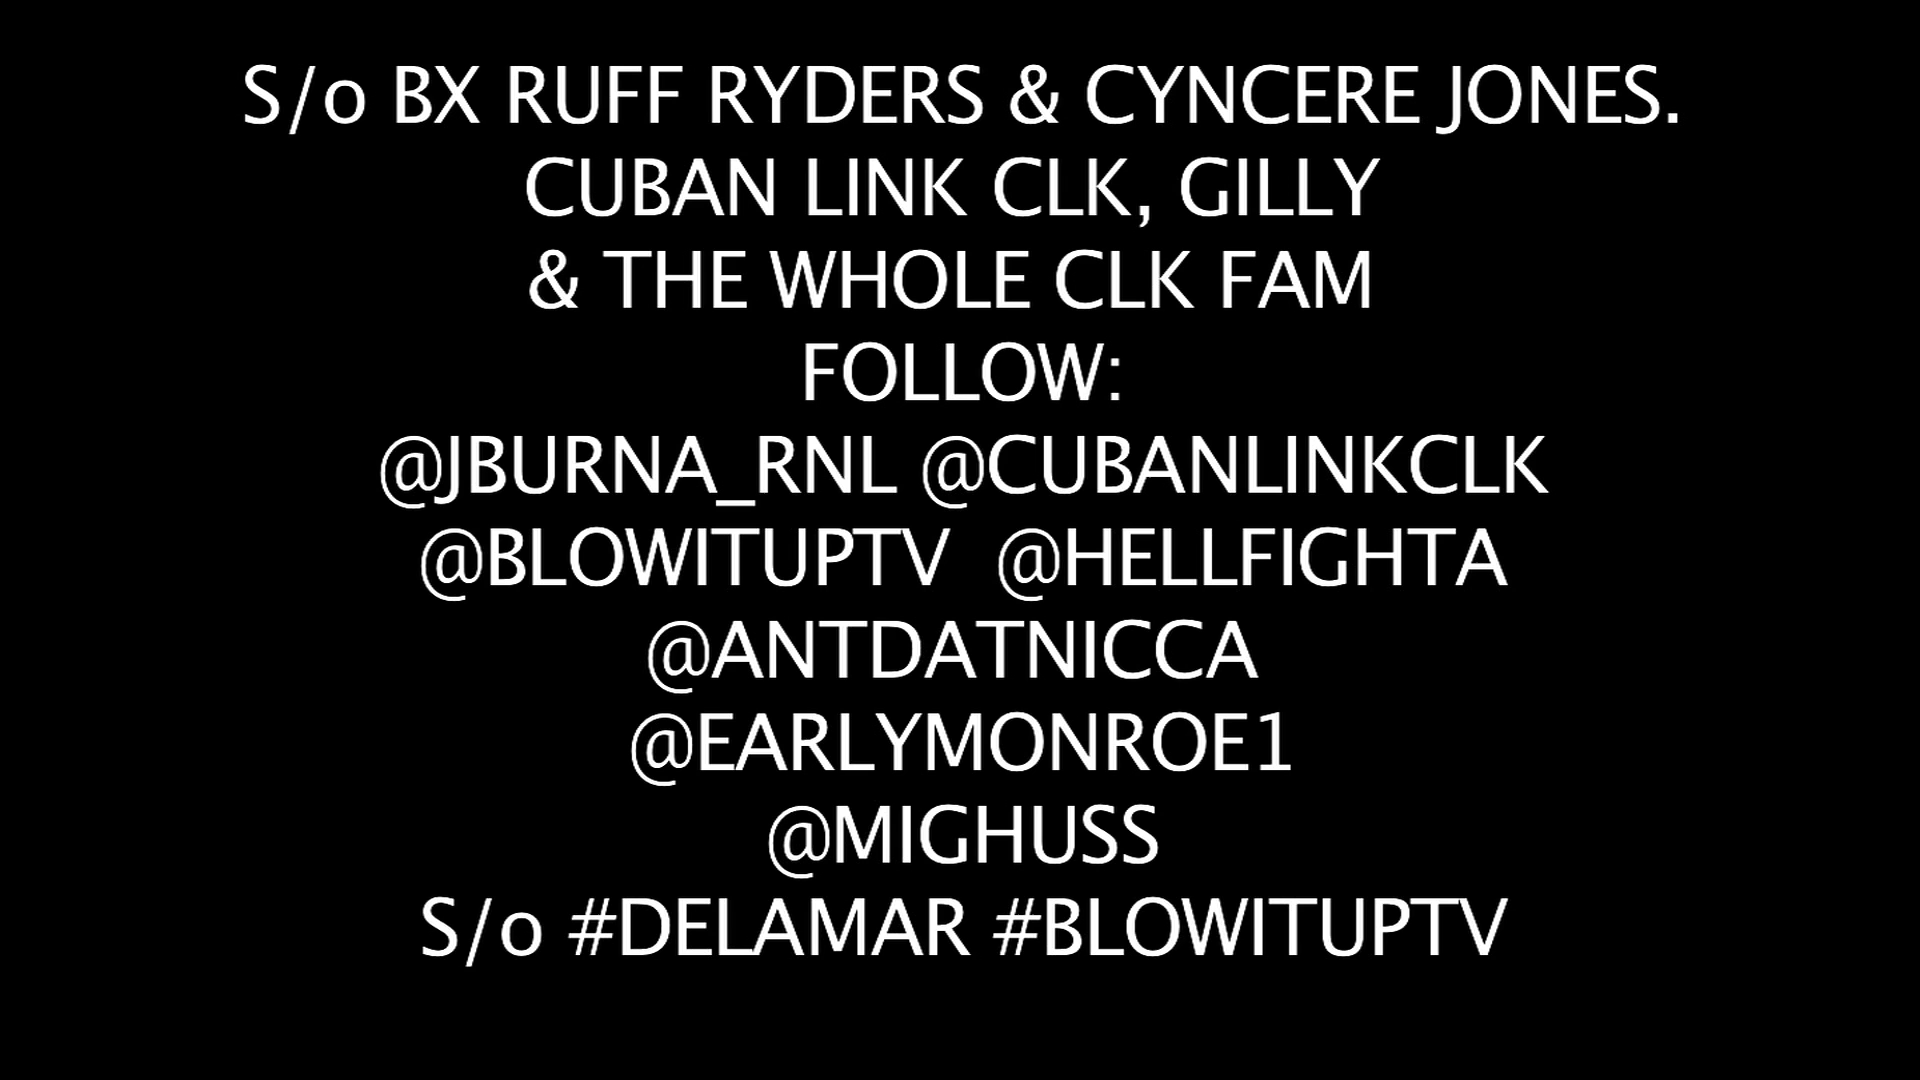 S/o BX RUFF RYDERS & CYNCERE JONES.
CUBAN LINK CLK, GILLY
& THE WHOLE CLK FAM
FOLLOW:
@JBURNA_RNL @CUBANLINKCLK
@BLOWITUPTV  @HELLFIGHTA
@ANTDATNICCA
@EARLYMONROE1
@MIGHUSS
S/o #DELAMAR #BLOWITUPTV